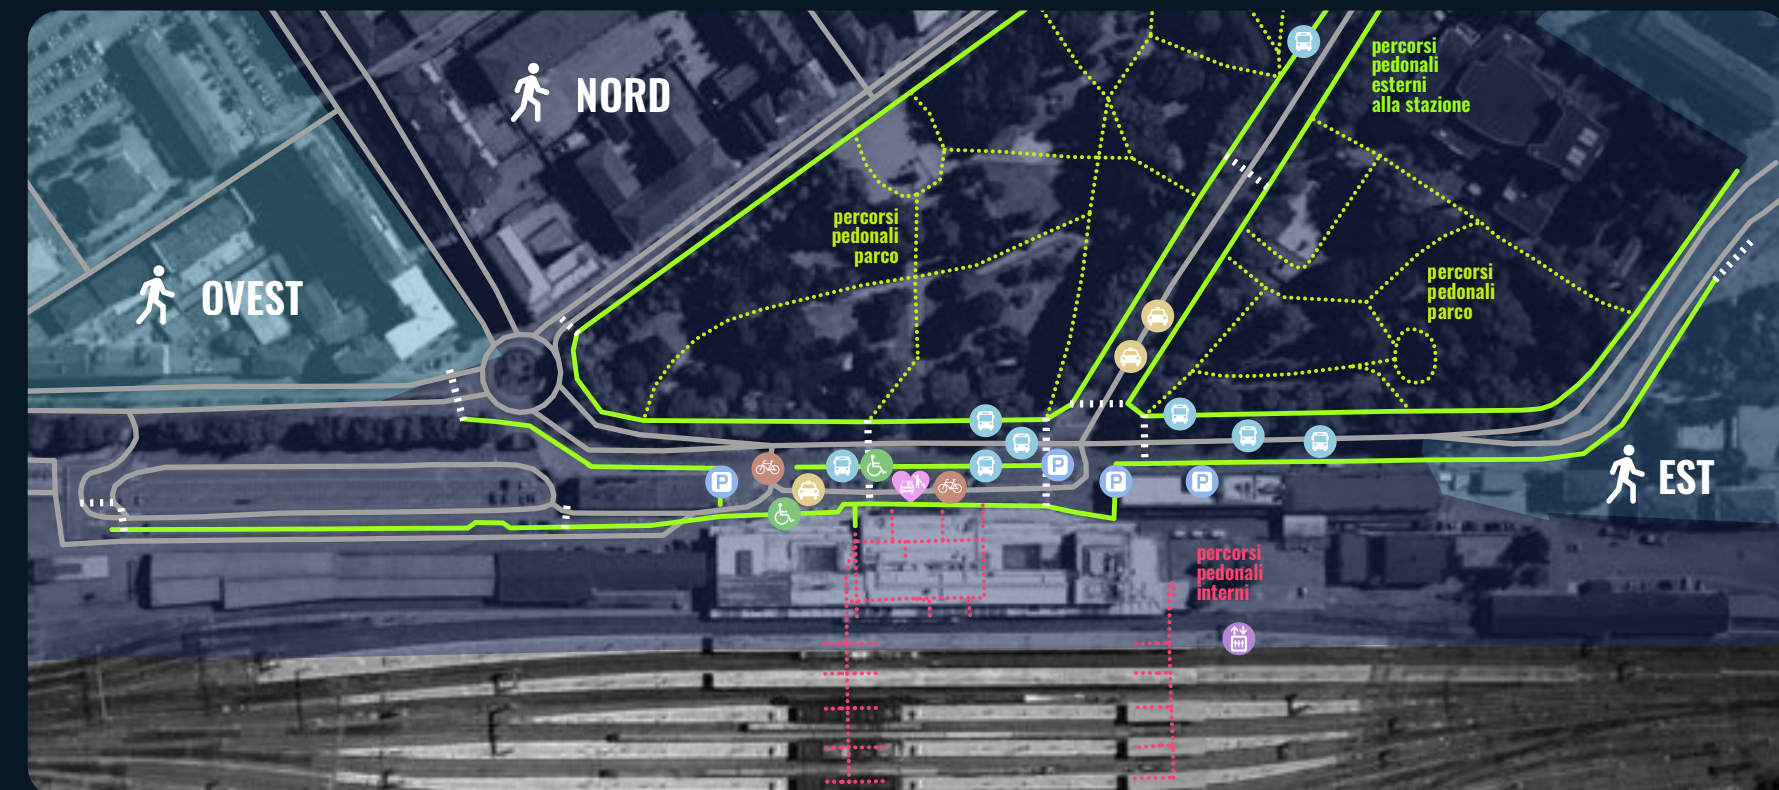 NORD
percorsi
pedonali
esterni
alla stazione
percorsi
pedonali
parco
OVEST
percorsi
pedonali
parco
EST
P
P
P
P
percorsi
pedonali
interni